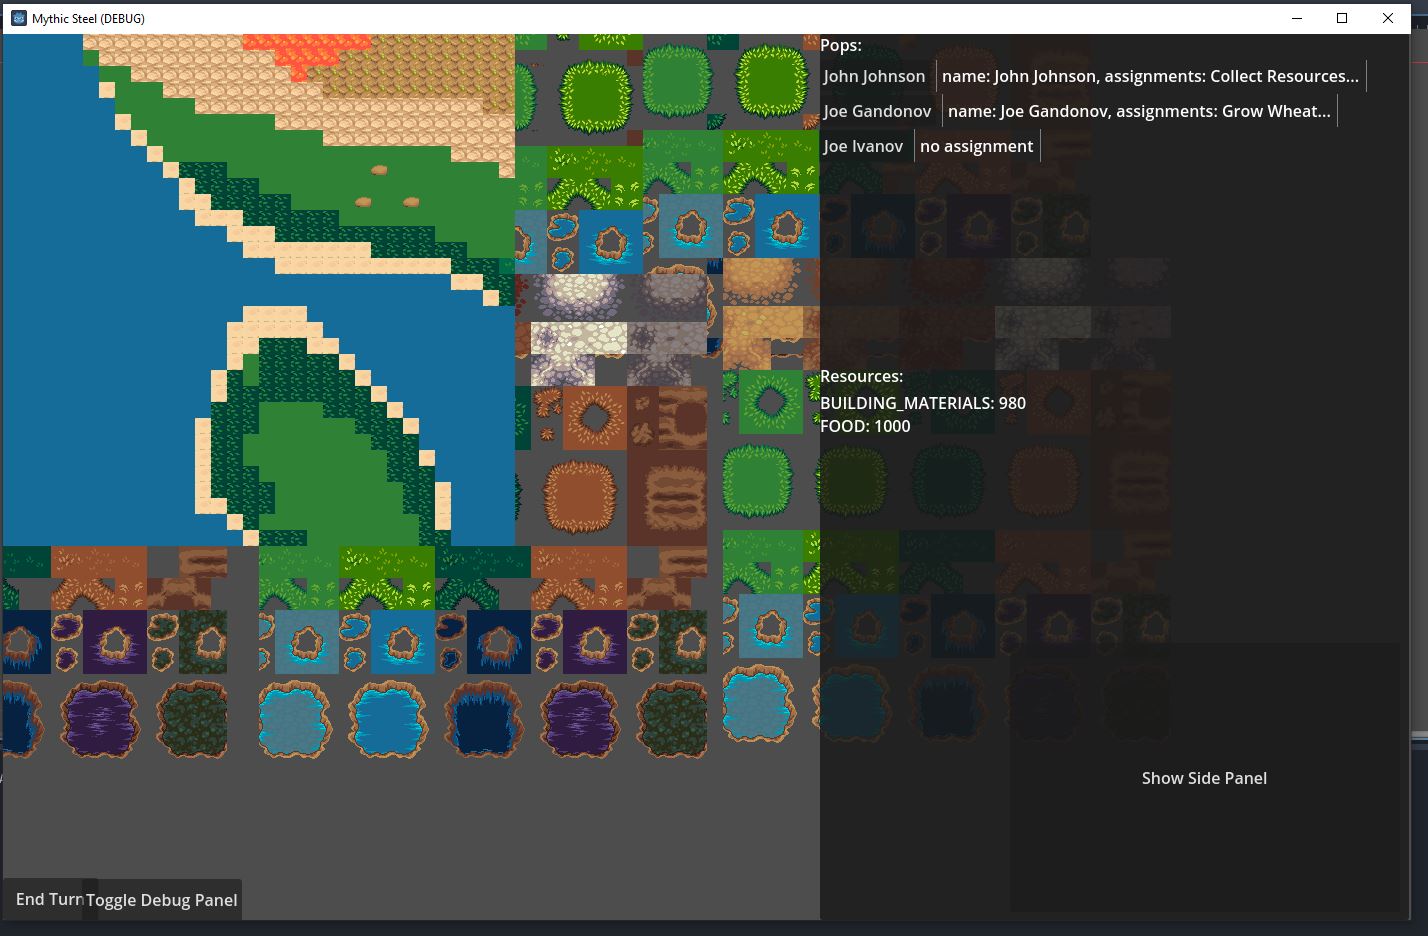 Mythic Steel (DEBUG)
Pops:
John Johnson name: John Johnson, assignments: Collect Resources...
Joe Gandonov name: Joe Gandonov, assignments: Grow Wheat...
Joe Ivanov no assignment
Resources:
BUILDING_MATERIALS: 980
FOOD: 1000
Show Side Panel
End Turn Toggle Debug Panel